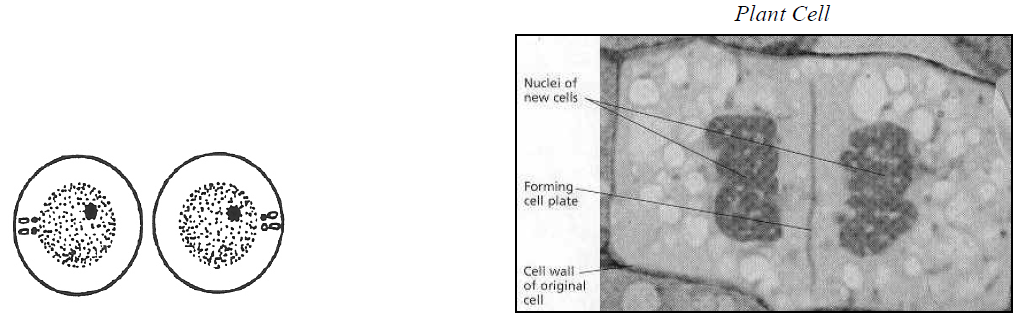 Plant Cell
Nuclei of
new cells
Forming
cell plate
Cell wall
of original
cell